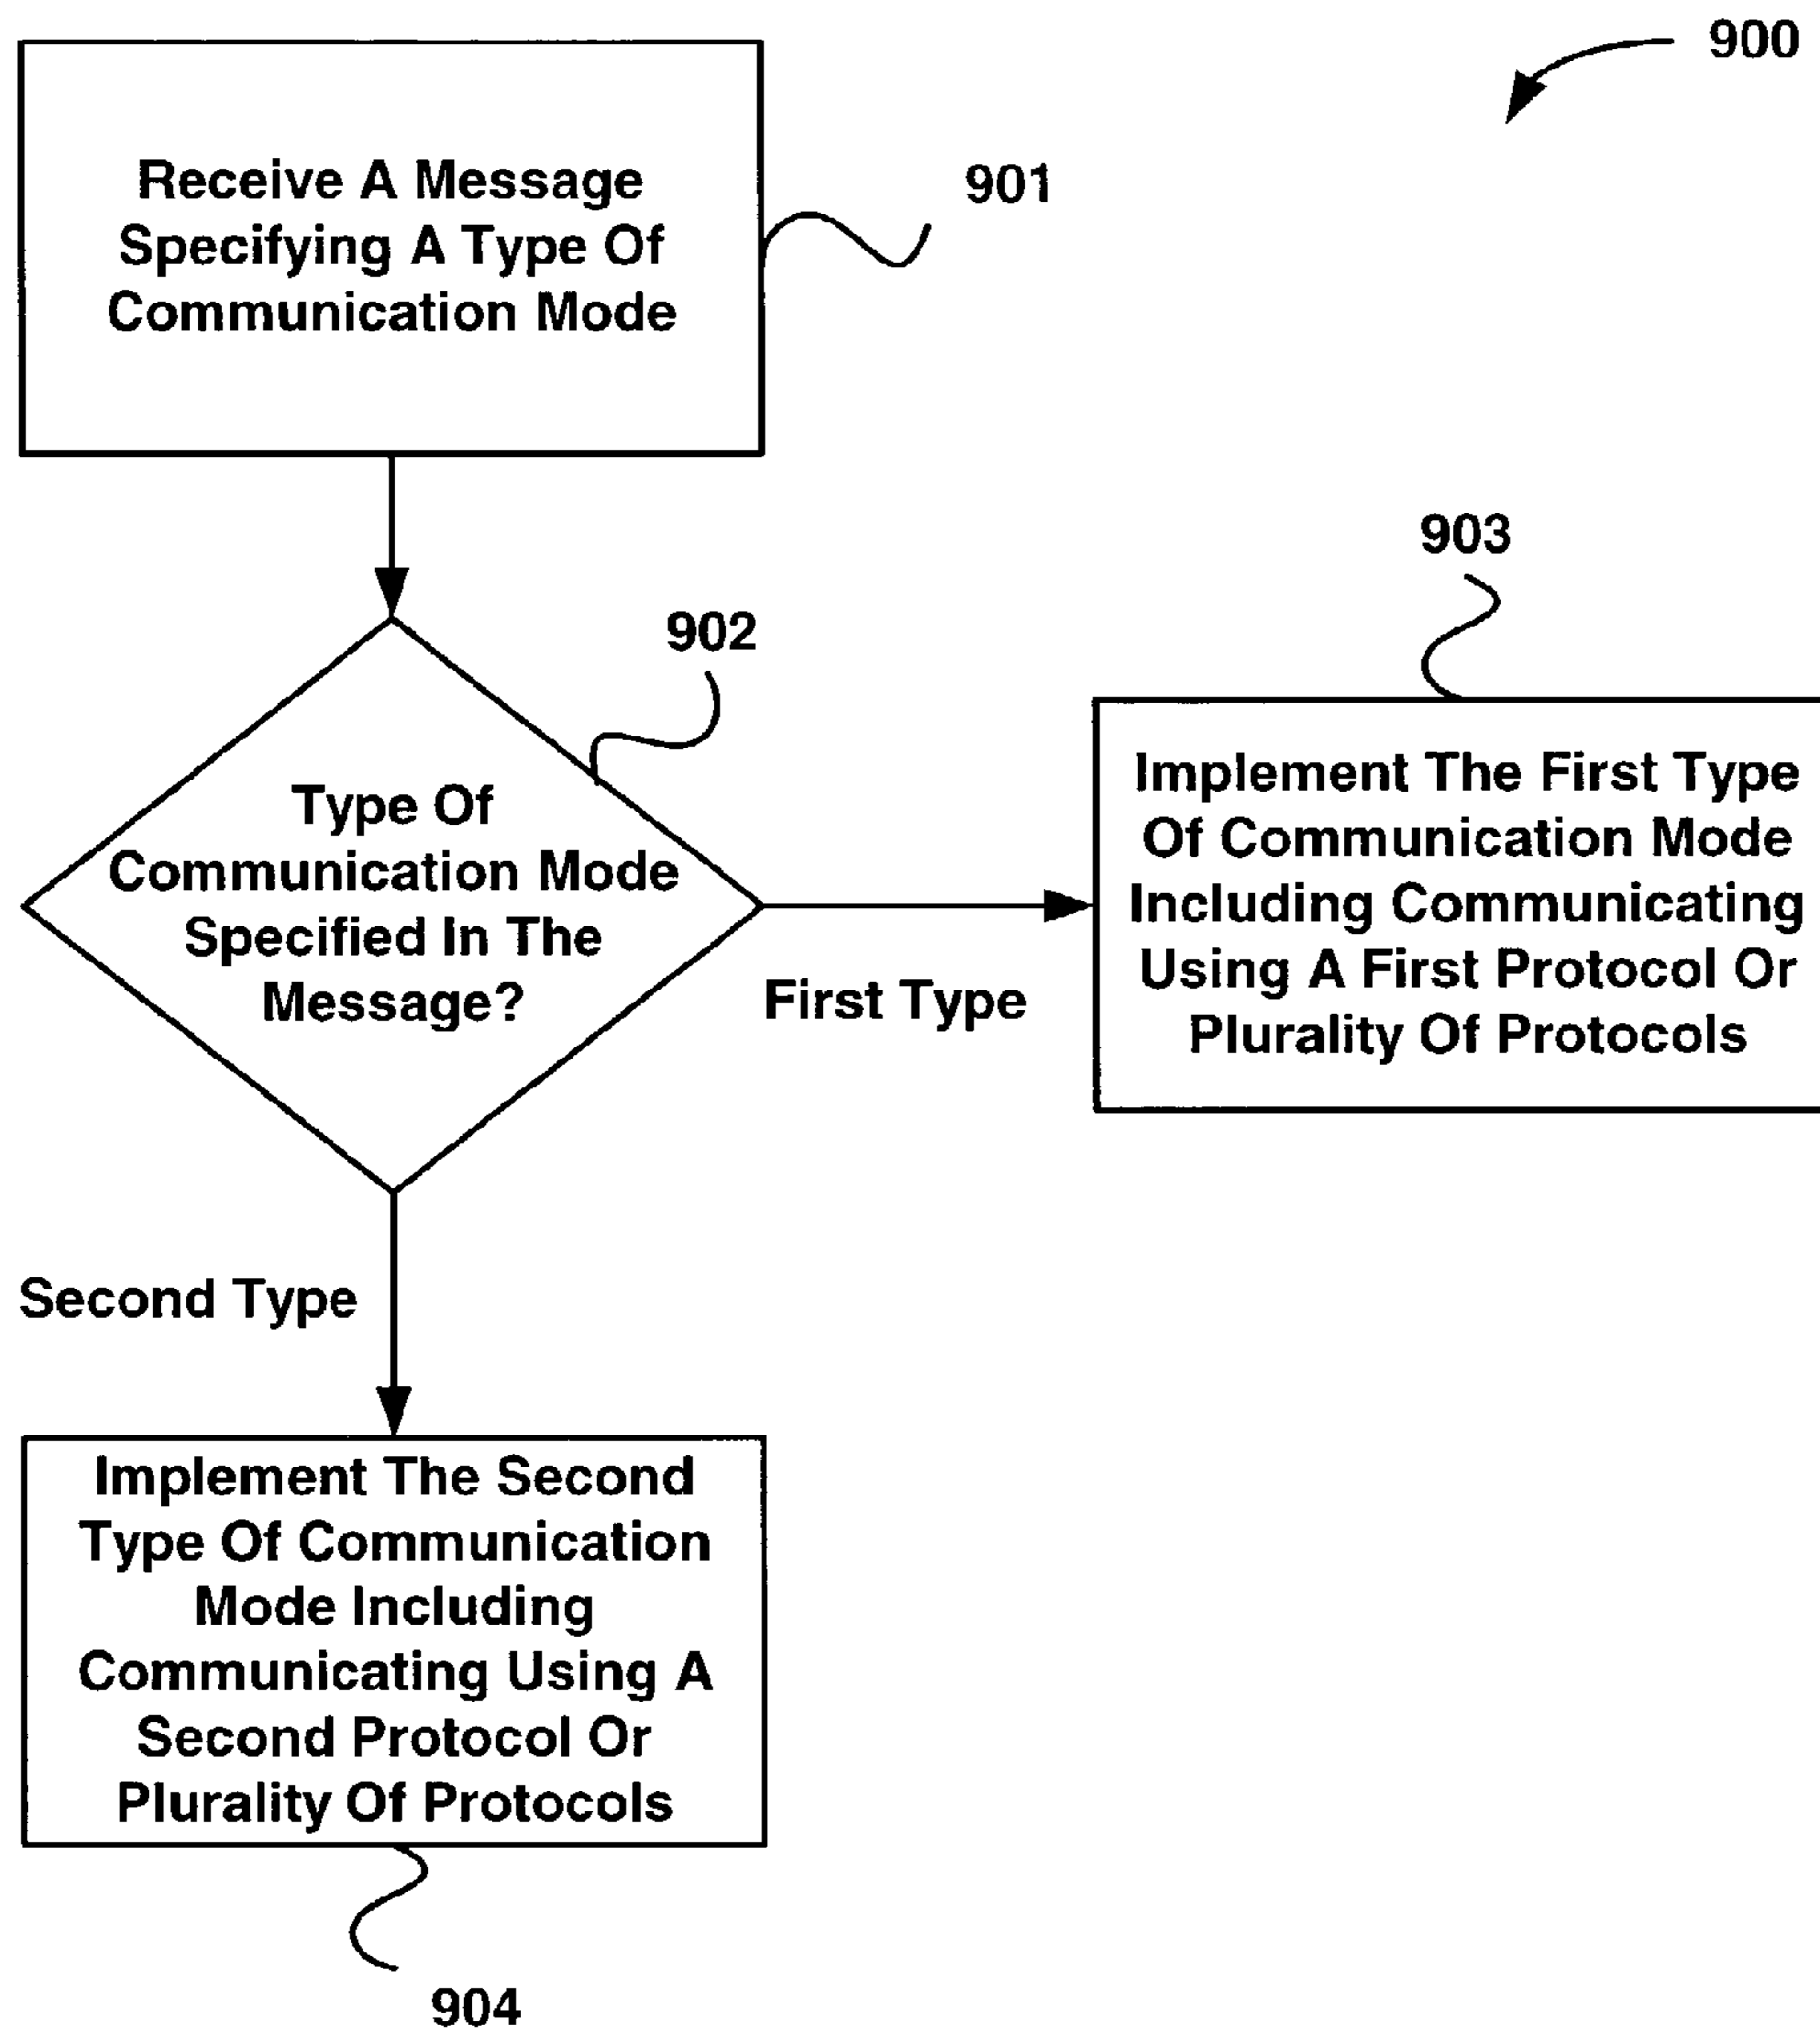 900
Receive A Message
Specifying A Type Of
Communication Mode
901
902
Type Of
Communication Mode
Specified In The
Message?
First Type
903
Implement The First Type
Of Communication Mode
Including Communicating
Using A First Protocol Or
Plurality Of Protocols
Second Type
Implement The Second
Type Of Communication
Mode Including
Communicating Using A
Second Protocol Or
Plurality Of Protocols
904